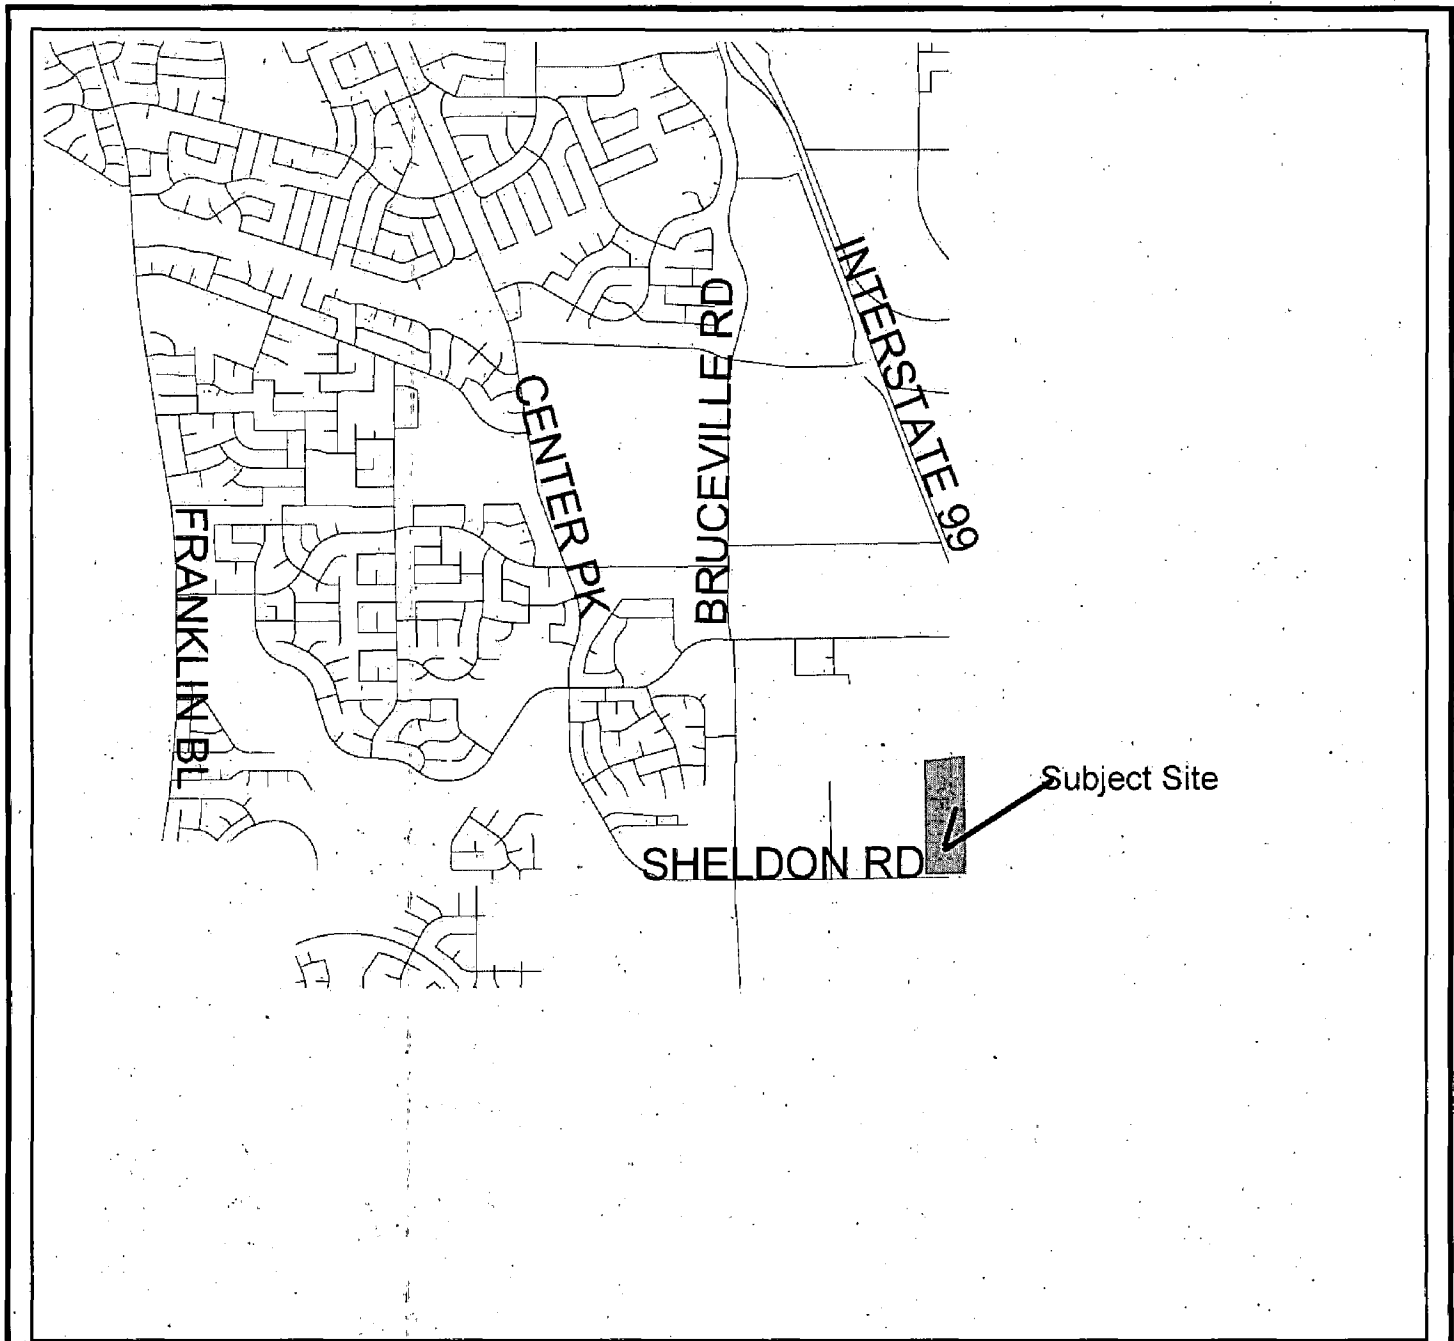 INTERSTATE 99
BRUCEVILLE RD
CENTER PK
FRANKLIN BL
Subject Site
SHELDON RD